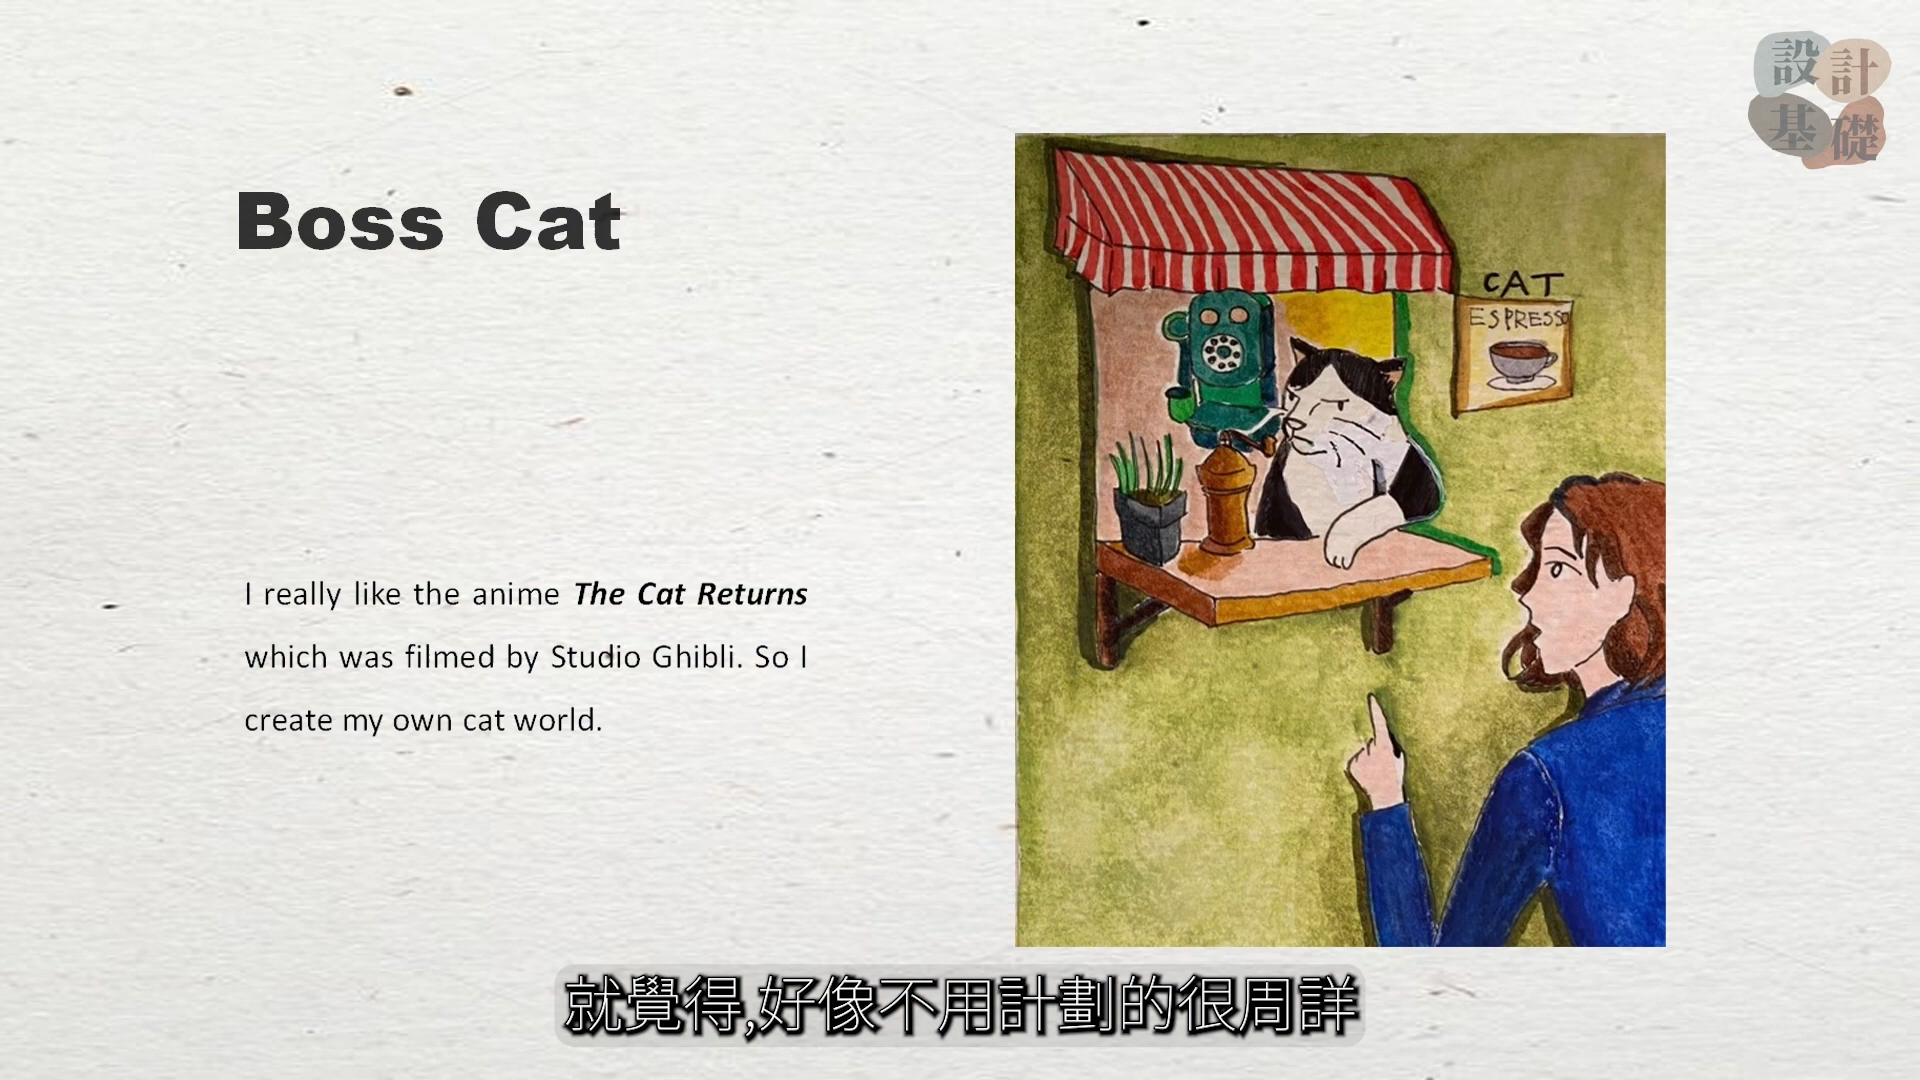 設計
基礎
Boss Cat
CAT
ESPRESSO
I really like the anime The Cat Returns
which was filmed by Studio Ghibli. So I
create my own cat world.
就覺得,好像不用計劃的很周詳